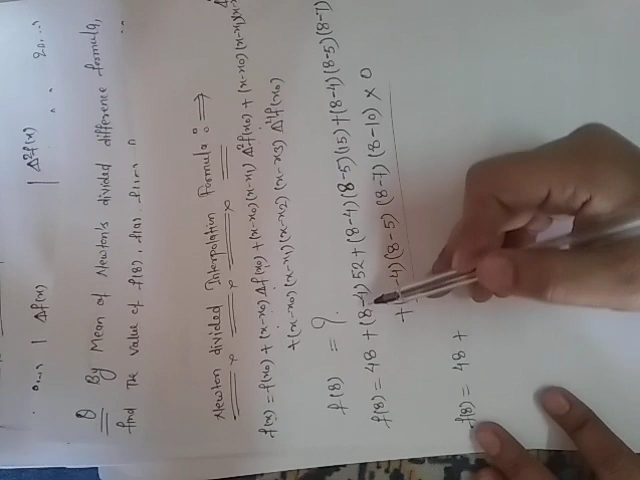 Δf(x) | Δ²f(x)
Q By Mean of Newton's divided difference formula,
find The value of f(8),
Newton divided Interpolation Formula :⇒
f(x) = f(x₀) + (x-x₀) Δf(x₀) + (x-x₀)(x-x₁) Δ²f(x₀) + (x-x₀)(x-x₁)(x-
+ (x-x₀)(x-x₁)(x-x₂)(x-x₃) Δ⁴f(x₀)
f(8) = ?
f(8) = 48 + (8-4) 52 + (8-4)(8-5)(15) + (8-4)(8-5)(8-7)
+ -4)(8-5)(8-7)(8-10) × 0
f(8) = 48 +